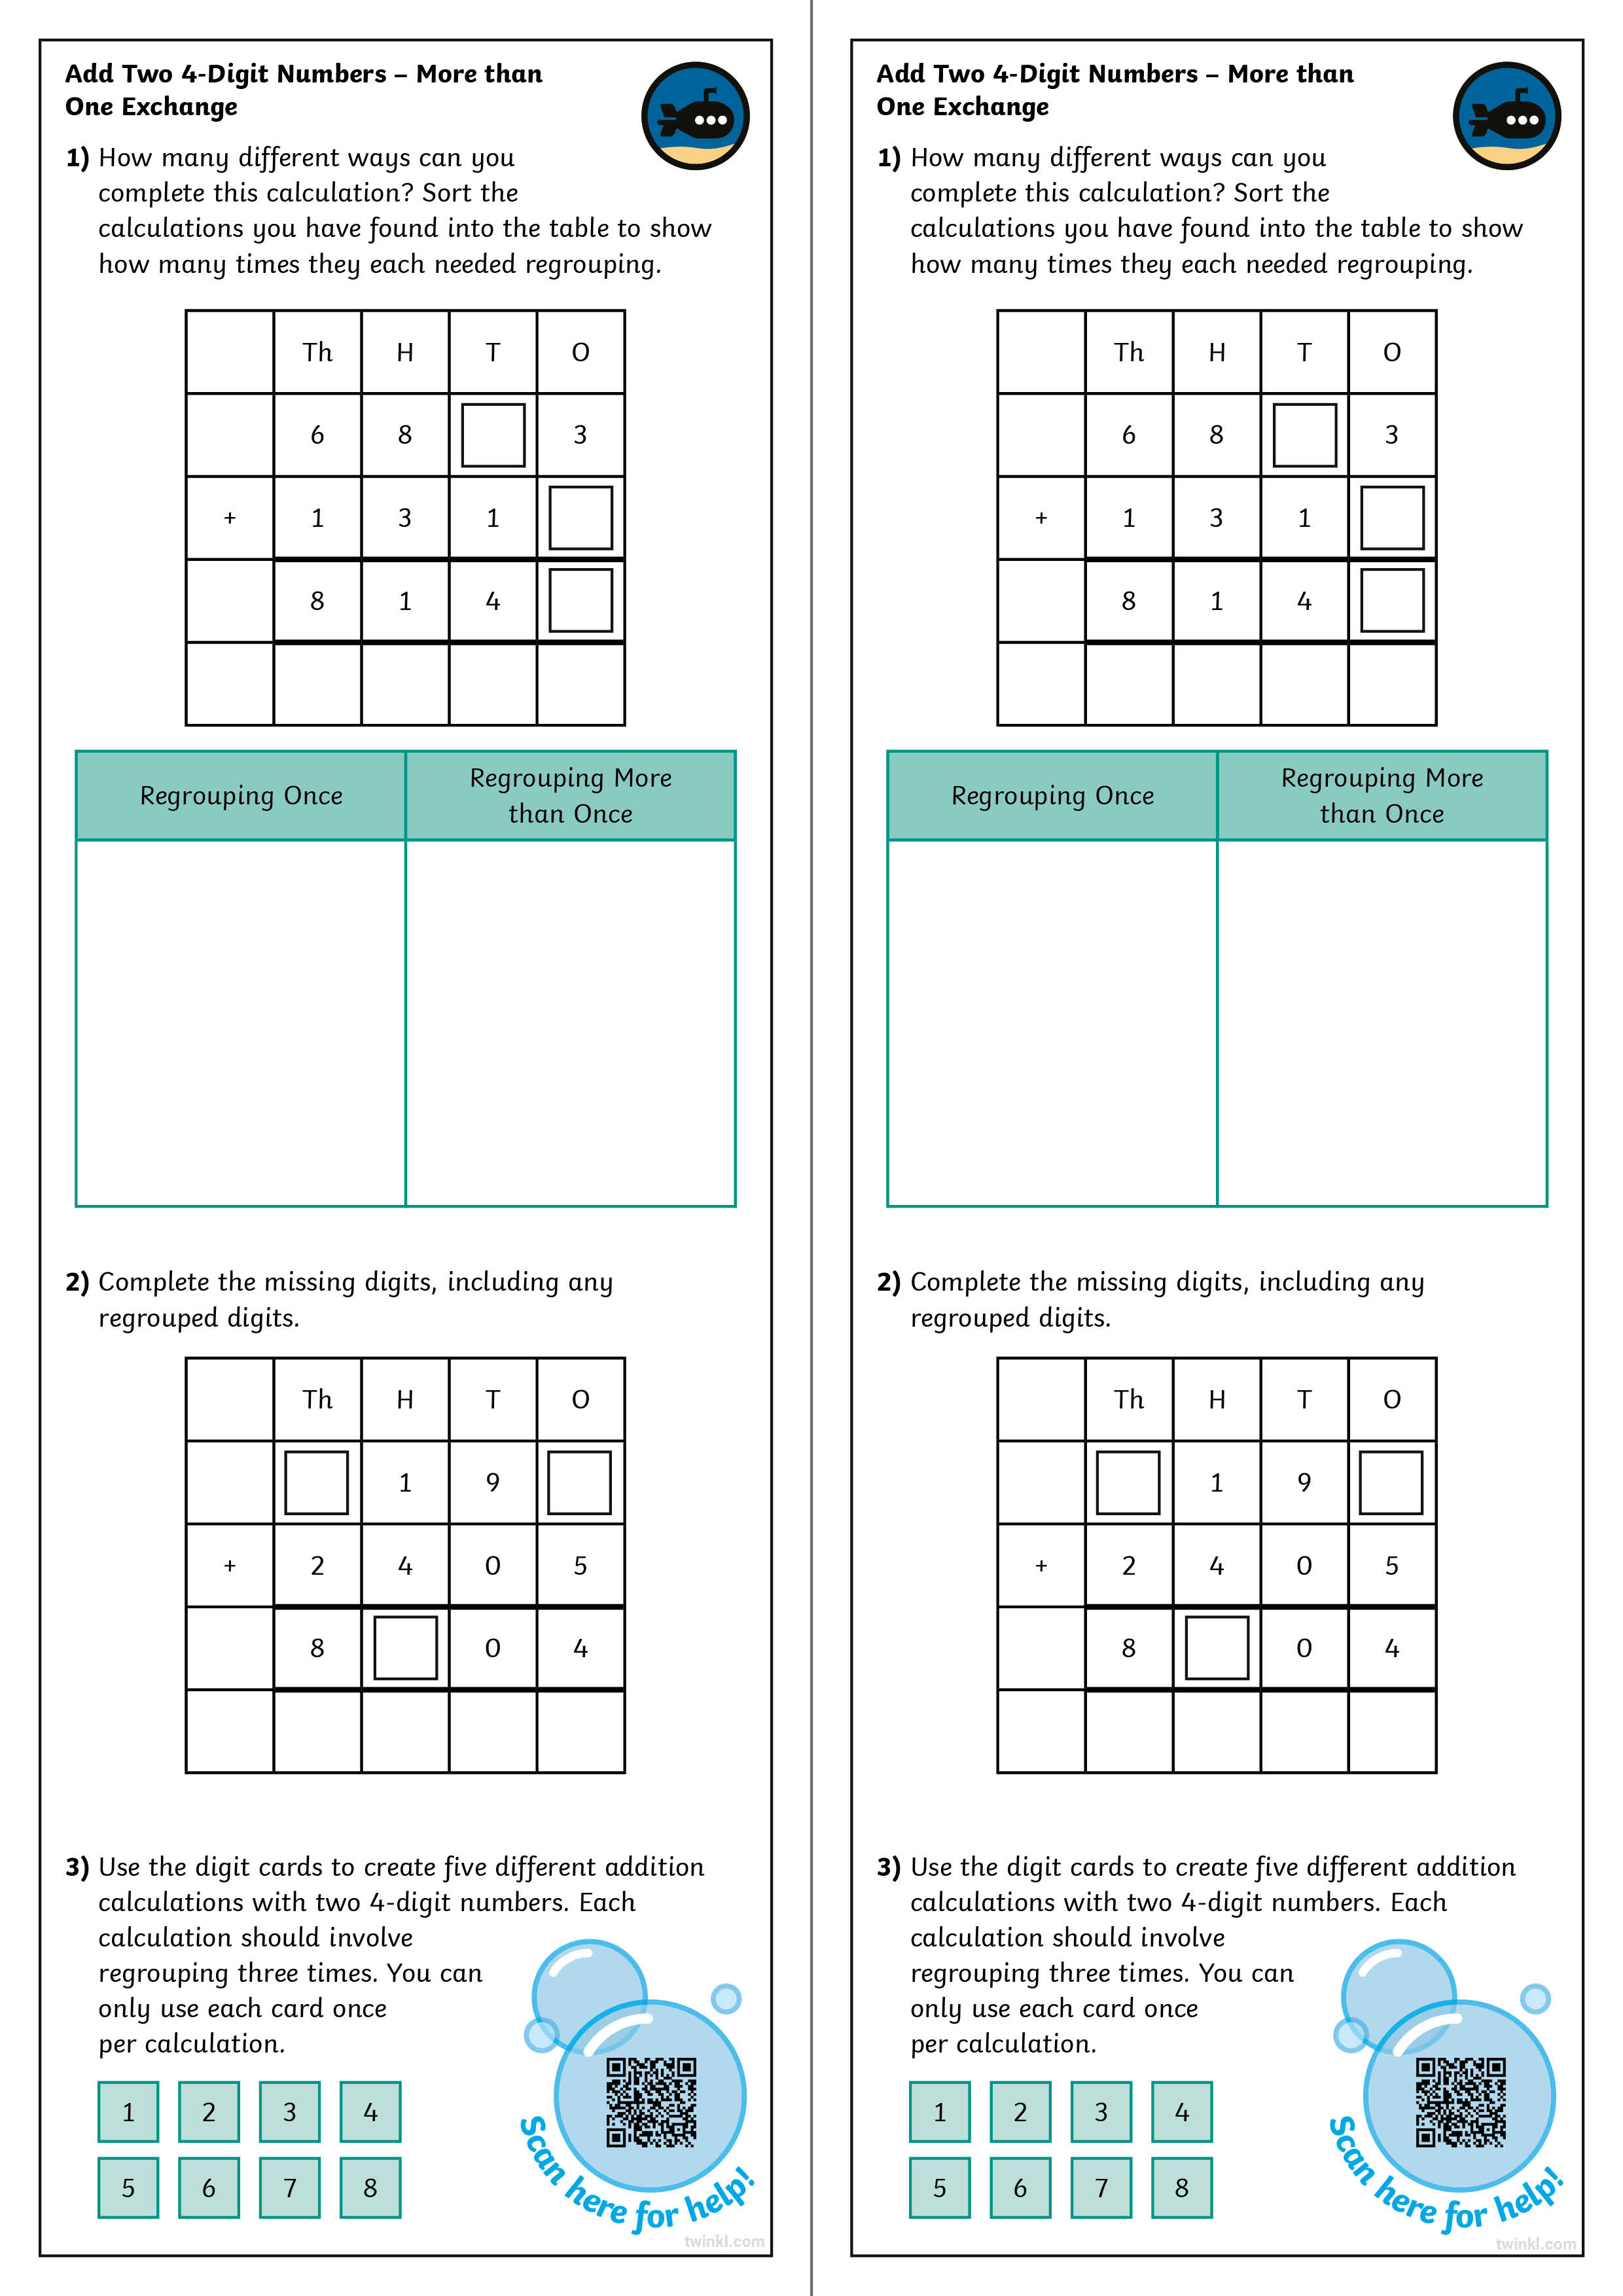 Add Two 4-Digit Numbers – More than
One Exchange
1) How many different ways can you
complete this calculation? Sort the
calculations you have found into the table to show
how many times they each needed regrouping.
Th H T O
6 8 3
+ 1 3 1
8 1 4
Regrouping Once
Regrouping More
than Once
2) Complete the missing digits, including any
regrouped digits.
Th H T O
1 9
+ 2 4 0 5
8 0 4
3) Use the digit cards to create five different addition
calculations with two 4-digit numbers. Each
calculation should involve
regrouping three times. You can
only use each card once
per calculation.
1 2 3 4
5 6 7 8
Scan here for help!
twinkl.com
Add Two 4-Digit Numbers – More than
One Exchange
1) How many different ways can you
complete this calculation? Sort the
calculations you have found into the table to show
how many times they each needed regrouping.
Th H T O
6 8 3
+ 1 3 1
8 1 4
Regrouping Once
Regrouping More
than Once
2) Complete the missing digits, including any
regrouped digits.
Th H T O
1 9
+ 2 4 0 5
8 0 4
3) Use the digit cards to create five different addition
calculations with two 4-digit numbers. Each
calculation should involve
regrouping three times. You can
only use each card once
per calculation.
1 2 3 4
5 6 7 8
Scan here for help!
twinkl.com